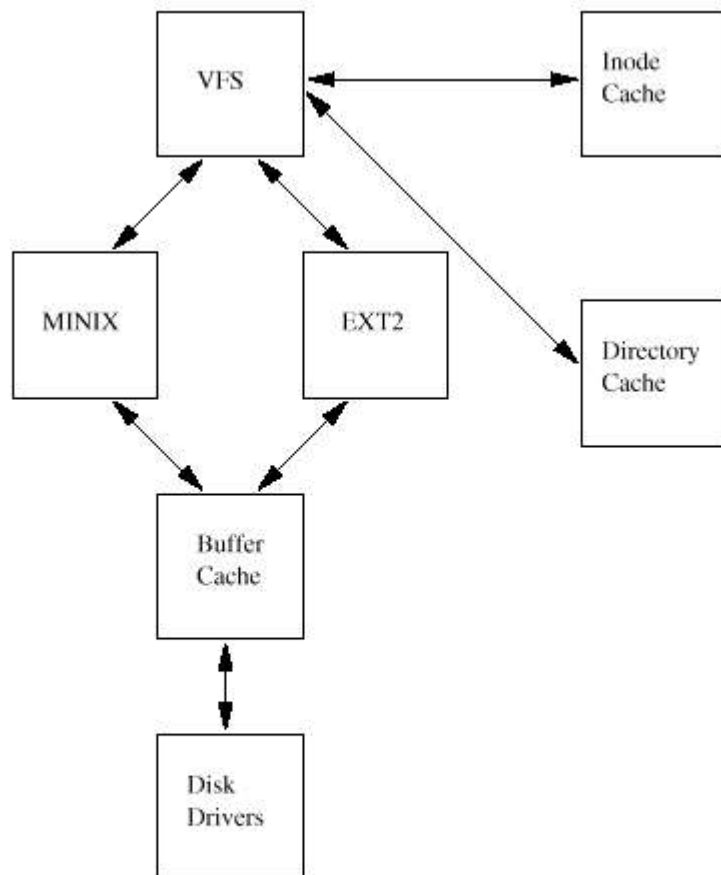 VFS
Inode
Cache
MINIX
EXT2
Directory
Cache
Buffer
Cache
Disk
Drivers